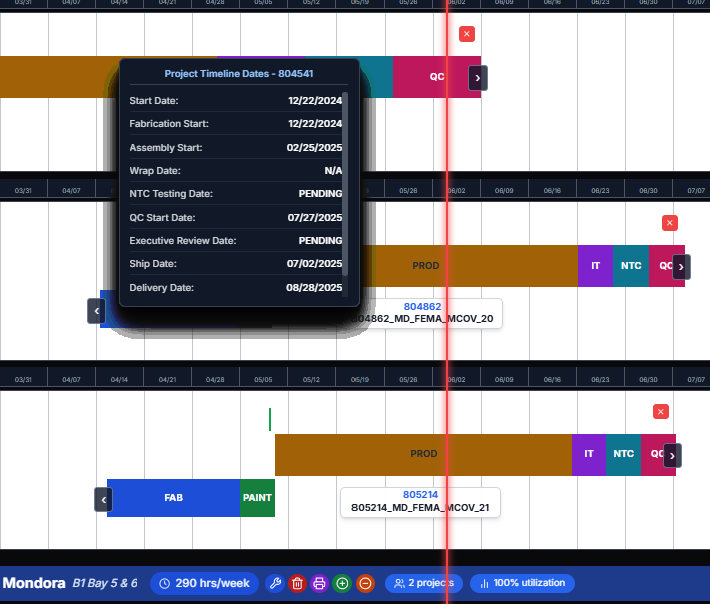 03/31 04/07 04/14 04/21 04/28 05/05 05/12 05/19 05/26 06/02 06/09 06/16 06/23 06/30 07/07
QC
Project Timeline Dates - 804541
Start Date: 12/22/2024
Fabrication Start: 12/22/2024
Assembly Start: 02/25/2025
Wrap Date: N/A
NTC Testing Date: PENDING
QC Start Date: 07/27/2025
Executive Review Date: PENDING
Ship Date: 07/02/2025
Delivery Date: 08/28/2025
03/31 04/07 05/26 06/02 06/09 06/16 06/23 06/30 07/07
PROD IT NTC QC
804862
804862_MD_FEMA_MCOV_20
03/31 04/07 04/14 04/21 04/28 05/05 05/12 05/19 05/26 06/02 06/09 06/16 06/23 06/30 07/07
PROD IT NTC QC
FAB PAINT
805214
805214_MD_FEMA_MCOV_21
Mondora B1 Bay 5 & 6 290 hrs/week 2 projects 100% utilization